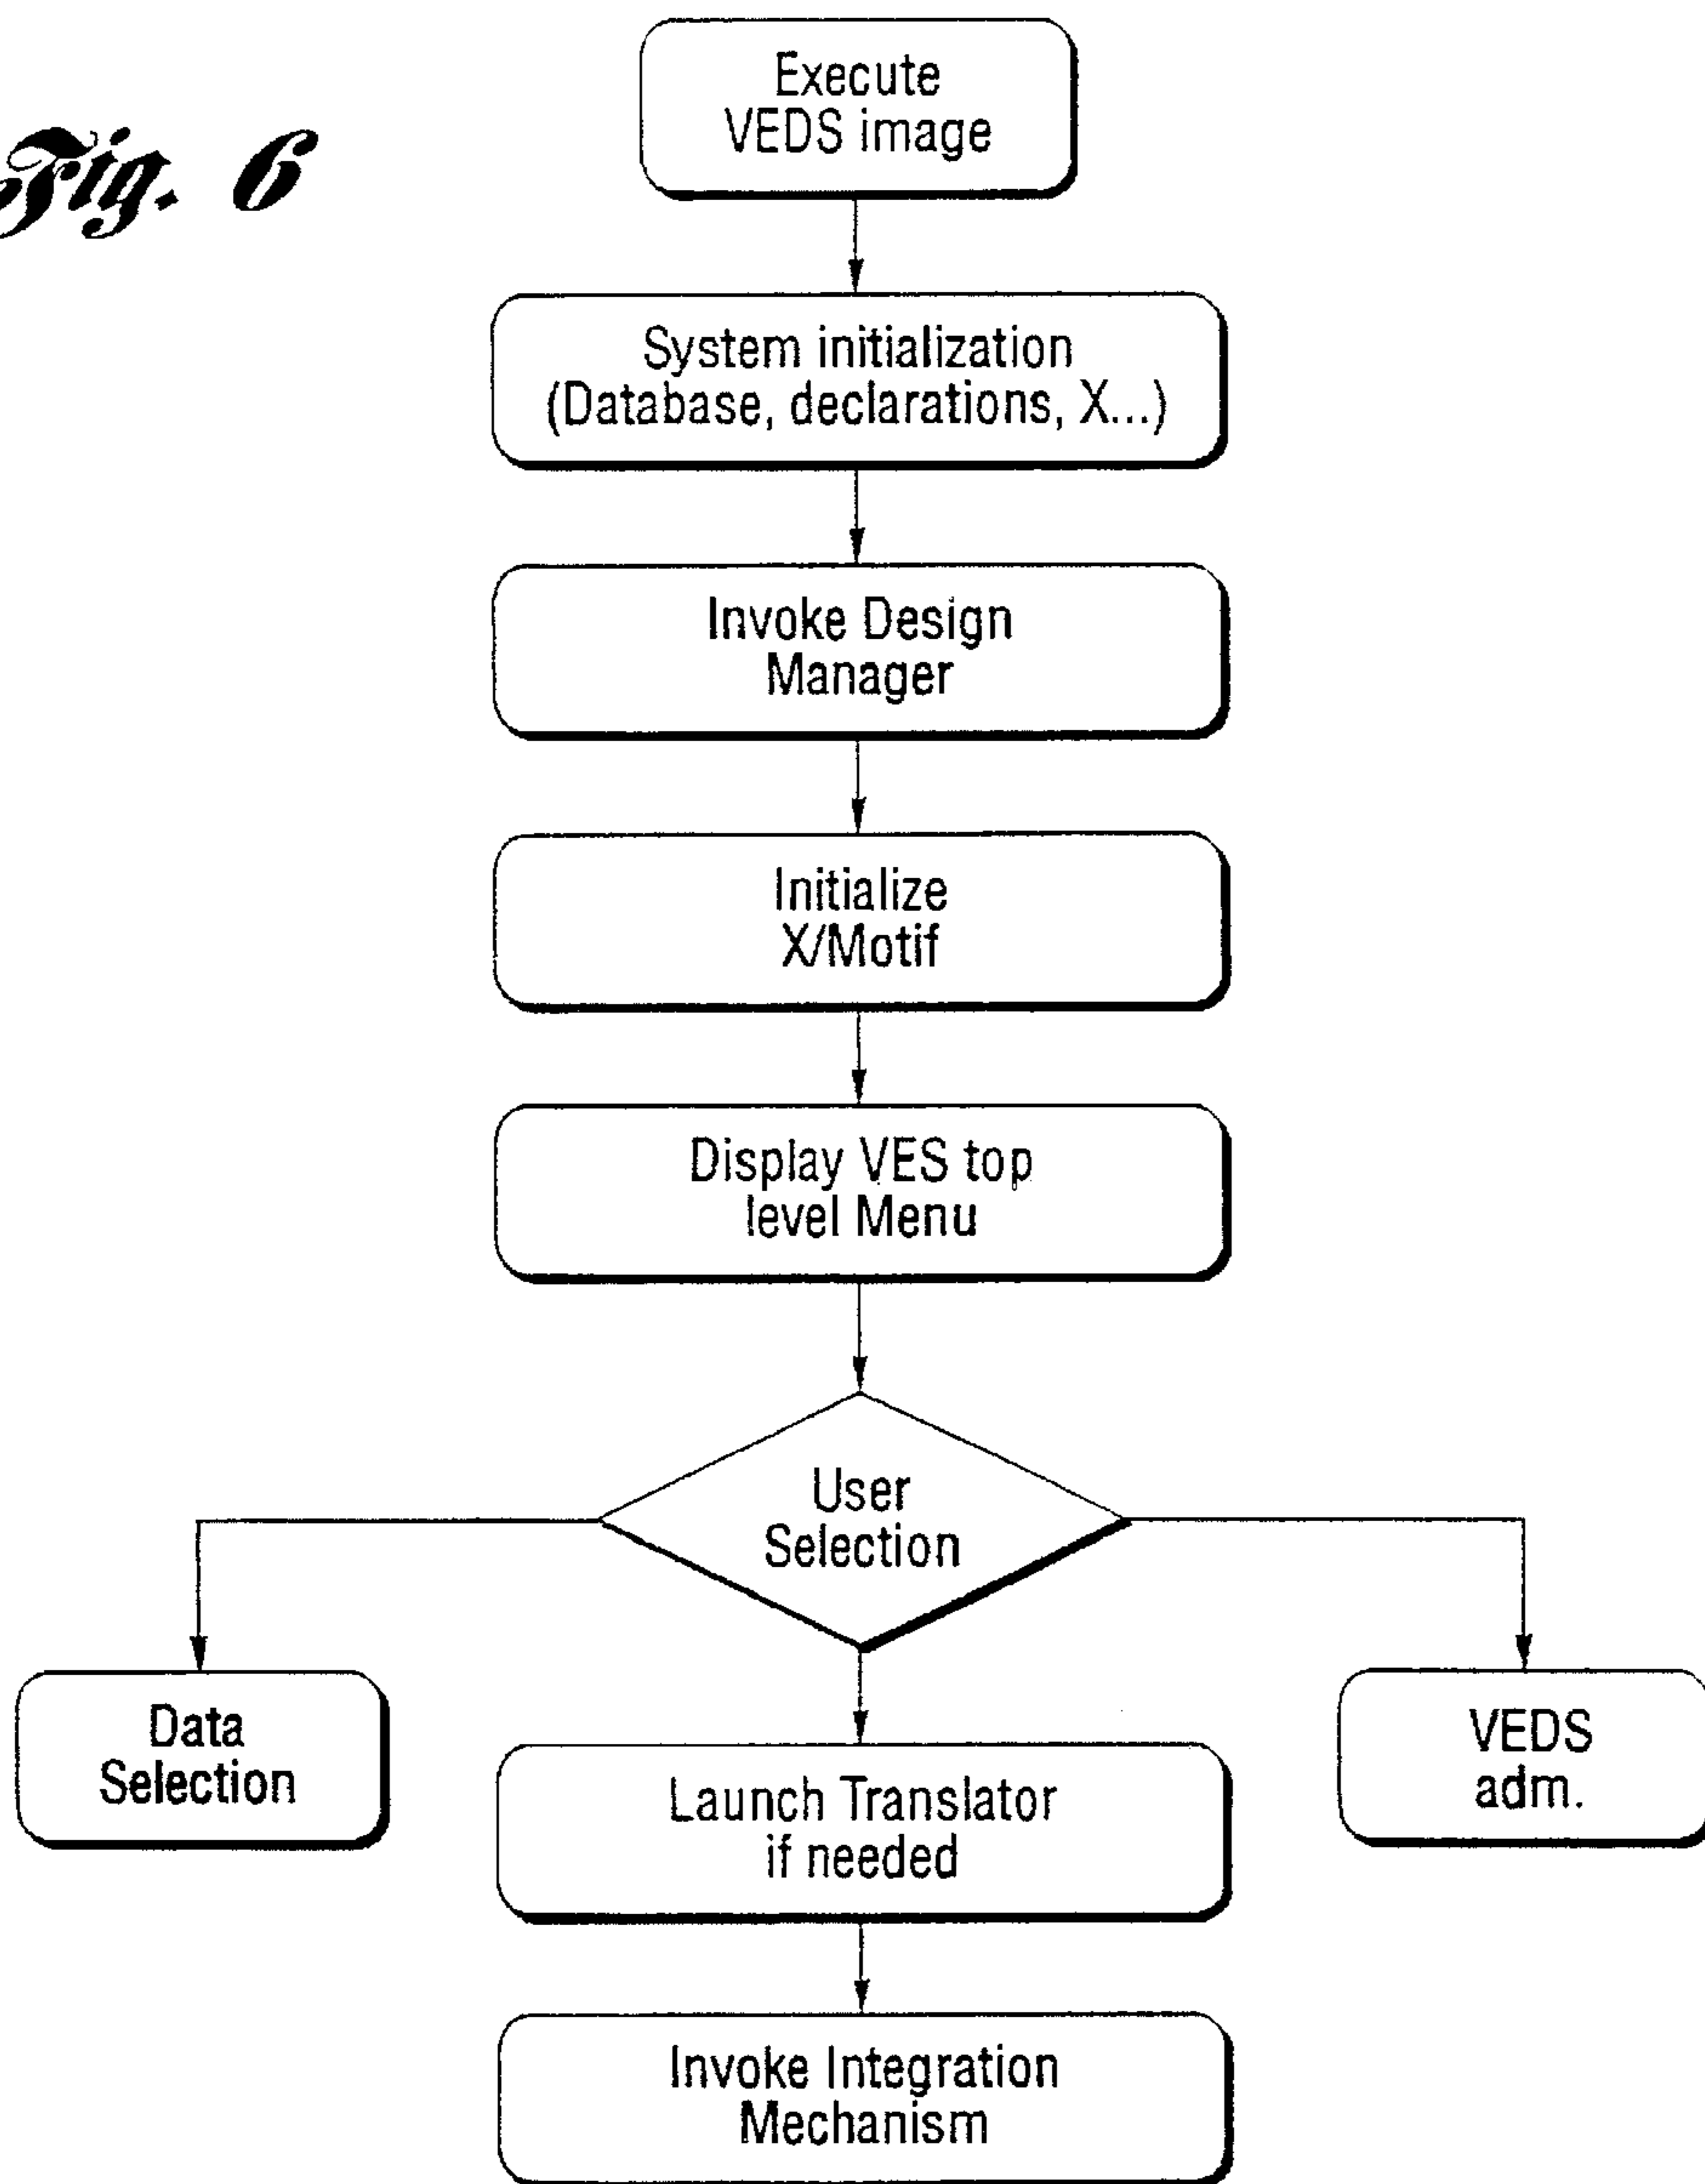 Fig. 6
Execute
VEDS image
System initialization
(Database, declarations, X...)
Invoke Design
Manager
Initialize
X/Motif
Display VES top
level Menu
User
Selection
Data
Selection
Launch Translator
if needed
VEDS
adm.
Invoke Integration
Mechanism